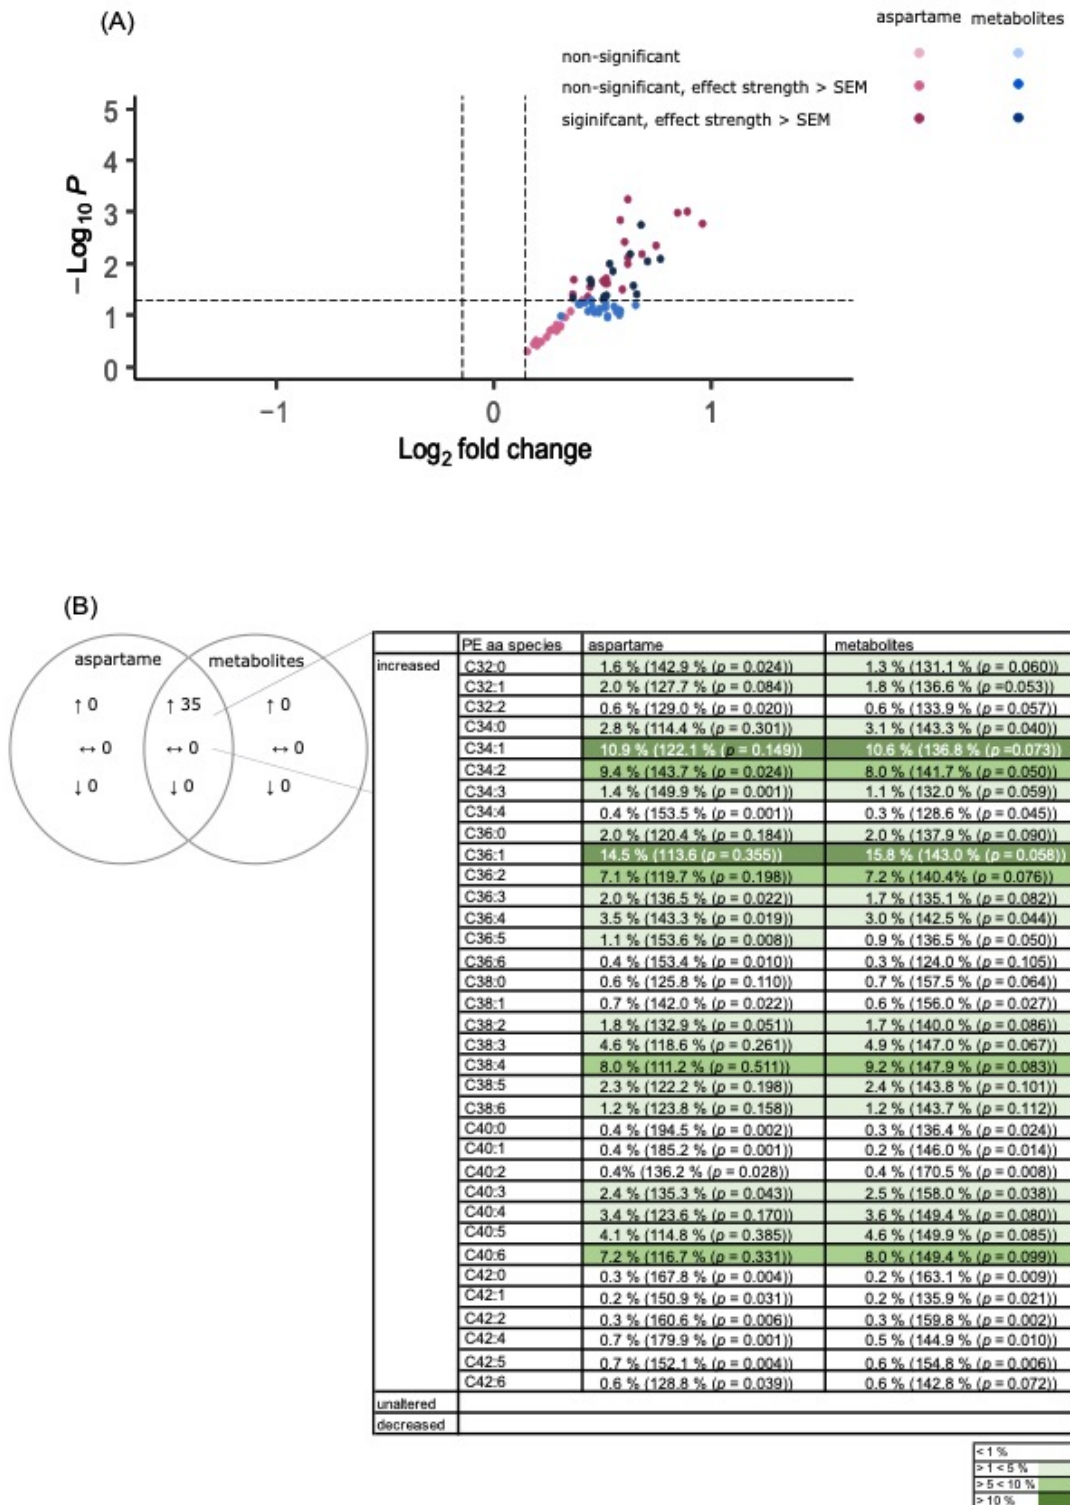 (A)
aspartame metabolites
non-significant
non-significant, effect strength > SEM
siginifcant, effect strength > SEM
5
4
3
2
1
0
−Log10 P
−1 0 1
Log2 fold change
(B)
aspartame metabolites
↑ 0 ↑ 35 ↑ 0
↔ 0 ↔ 0 ↔ 0
↓ 0 ↓ 0 ↓ 0
PE aa species aspartame metabolites
increased C32:0 1.6 % (142.9 % (p = 0.024)) 1.3 % (131.1 % (p = 0.060))
C32:1 2.0 % (127.7 % (p = 0.084)) 1.8 % (136.6 % (p =0.053))
C32:2 0.6 % (129.0 % (p = 0.020)) 0.6 % (133.9 % (p = 0.057))
C34:0 2.8 % (114.4 % (p = 0.301)) 3.1 % (143.3 % (p = 0.040))
C34:1 10.9 % (122.1 % (p = 0.149)) 10.6 % (136.8 % (p =0.073))
C34:2 9.4 % (143.7 % (p = 0.024)) 8.0 % (141.7 % (p = 0.050))
C34:3 1.4 % (149.9 % (p = 0.001)) 1.1 % (132.0 % (p = 0.059))
C34:4 0.4 % (153.5 % (p = 0.001)) 0.3 % (128.6 % (p = 0.045))
C36:0 2.0 % (120.4 % (p = 0.184)) 2.0 % (137.9 % (p = 0.090))
C36:1 14.5 % (113.6 (p = 0.355)) 15.8 % (143.0 % (p = 0.058))
C36:2 7.1 % (119.7 % (p = 0.198)) 7.2 % (140.4% (p = 0.076))
C36:3 2.0 % (136.5 % (p = 0.022)) 1.7 % (135.1 % (p = 0.082))
C36:4 3.5 % (143.3 % (p = 0.019)) 3.0 % (142.5 % (p = 0.044))
C36:5 1.1 % (153.6 % (p = 0.008)) 0.9 % (136.5 % (p = 0.050))
C36:6 0.4 % (153.4 % (p = 0.010)) 0.3 % (124.0 % (p = 0.105))
C38:0 0.6 % (125.8 % (p = 0.110)) 0.7 % (157.5 % (p = 0.064))
C38:1 0.7 % (142.0 % (p = 0.022)) 0.6 % (156.0 % (p = 0.027))
C38:2 1.8 % (132.9 % (p = 0.051)) 1.7 % (140.0 % (p = 0.086))
C38:3 4.6 % (118.6 % (p = 0.261)) 4.9 % (147.0 % (p = 0.067))
C38:4 8.0 % (111.2 % (p = 0.511)) 9.2 % (147.9 % (p = 0.083))
C38:5 2.3 % (122.2 % (p = 0.198)) 2.4 % (143.8 % (p = 0.101))
C38:6 1.2 % (123.8 % (p = 0.158)) 1.2 % (143.7 % (p = 0.112))
C40:0 0.4 % (194.5 % (p = 0.002)) 0.3 % (136.4 % (p = 0.024))
C40:1 0.4 % (185.2 % (p = 0.001)) 0.2 % (146.0 % (p = 0.014))
C40:2 0.4% (136.2 % (p = 0.028)) 0.4 % (170.5 % (p = 0.008))
C40:3 2.4 % (135.3 % (p = 0.043)) 2.5 % (158.0 % (p = 0.038))
C40:4 3.4 % (123.6 % (p = 0.170)) 3.6 % (149.4 % (p = 0.080))
C40:5 4.1 % (114.8 % (p = 0.385)) 4.6 % (149.9 % (p = 0.085))
C40:6 7.2 % (116.7 % (p = 0.331)) 8.0 % (149.4 % (p = 0.099))
C42:0 0.3 % (167.8 % (p = 0.004)) 0.2 % (163.1 % (p = 0.009))
C42:1 0.2 % (150.9 % (p = 0.031)) 0.2 % (135.9 % (p = 0.021))
C42:2 0.3 % (160.6 % (p = 0.006)) 0.3 % (159.8 % (p = 0.002))
C42:4 0.7 % (179.9 % (p = 0.001)) 0.5 % (144.9 % (p = 0.010))
C42:5 0.7 % (152.1 % (p = 0.004)) 0.6 % (154.8 % (p = 0.006))
C42:6 0.6 % (128.8 % (p = 0.039)) 0.6 % (142.8 % (p = 0.072))
unaltered
decreased
< 1 %
> 1 < 5 %
> 5 < 10 %
> 10 %